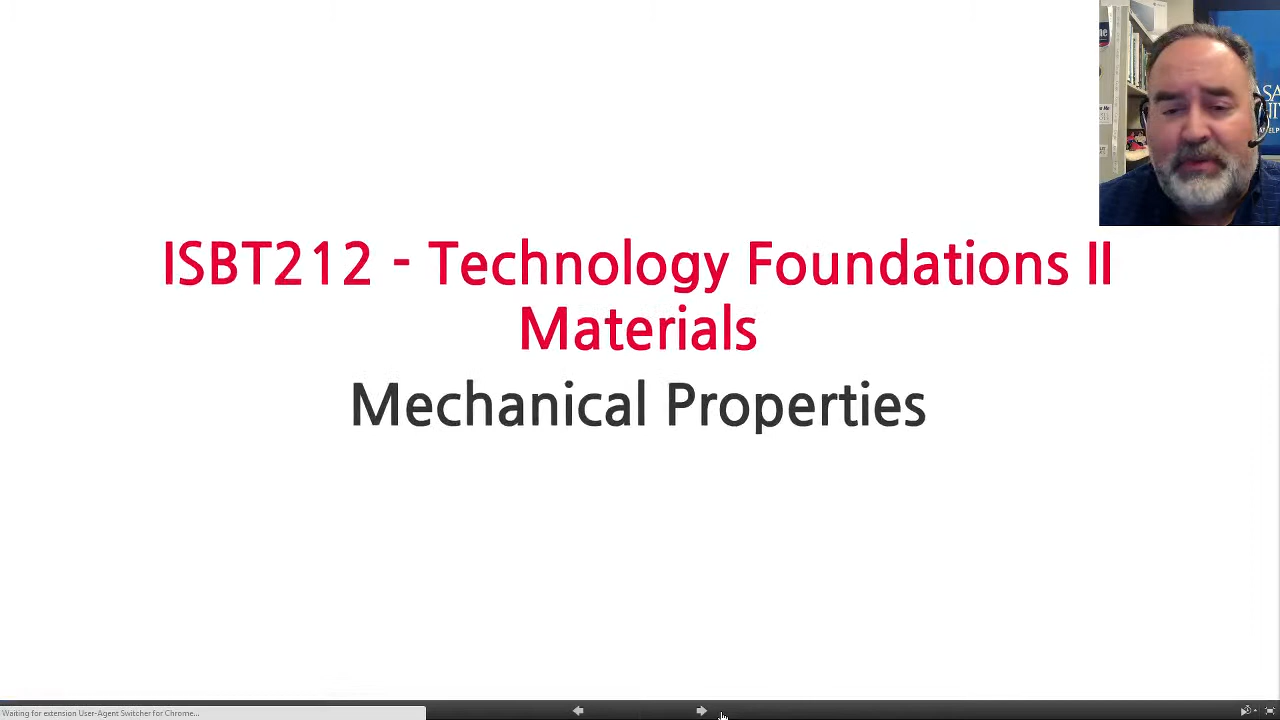 ISBT212 - Technology Foundations II
Materials
Mechanical Properties
Waiting for extension User-Agent Switcher for Chrome...